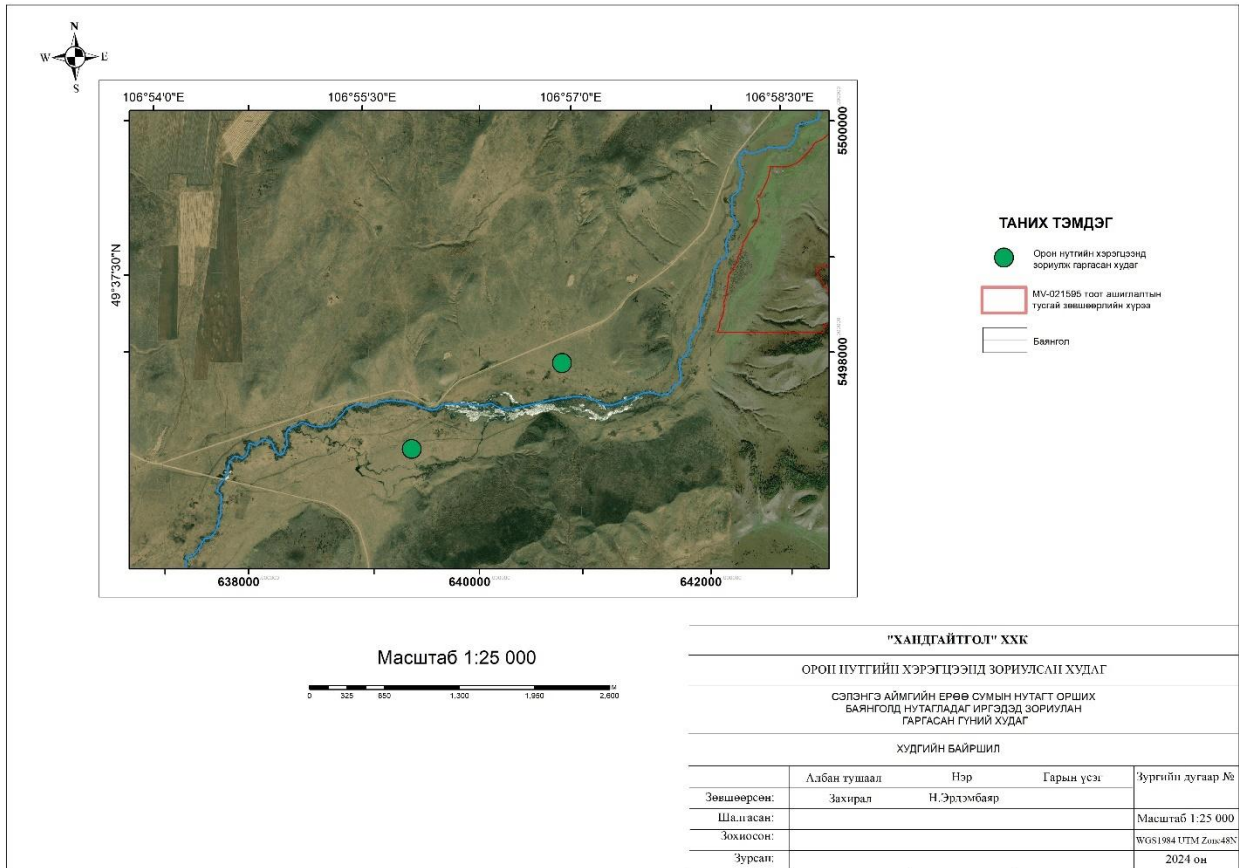 N
W E
S
106°54'0"E 106°55'30"E 106°57'0"E 106°58'30"E
5500000
49°37'30"N
5498000
638000 640000 642000
ТАНИХ ТЭМДЭГ
Орон нутгийн хэрэгцээнд
зориулж гаргасан худаг
MV-021595 тоот ашиглалтын
тусгай зөвшөөрлийн хүрээ
Баянгол
Масштаб 1:25 000
0 325 650 1,300 1,950 2,600
"ХАНДГАЙТГОЛ" ХХК
ОРОН НУТГИЙН ХЭРЭГЦЭЭНД ЗОРИУЛСАН ХУДАГ
СЭЛЭНГЭ АЙМГИЙН ЕРӨӨ СУМЫН НУТАГТ ОРШИХ
БАЯНГОЛД НУТАГЛАДАГ ИРГЭДЭД ЗОРИУЛАН
ГАРГАСАН ГҮНИЙ ХУДАГ
ХУДГИЙН БАЙРШИЛ
Албан тушаал Нэр Гарын үсэг Зургийн дугаар №
Зөвшөөрсөн: Захирал Н.Эрдэмбаяр
Шалгасан: Масштаб 1:25 000
Зохиосон: WGS1984 UTM Zone48N
Зурсан: 2024 он